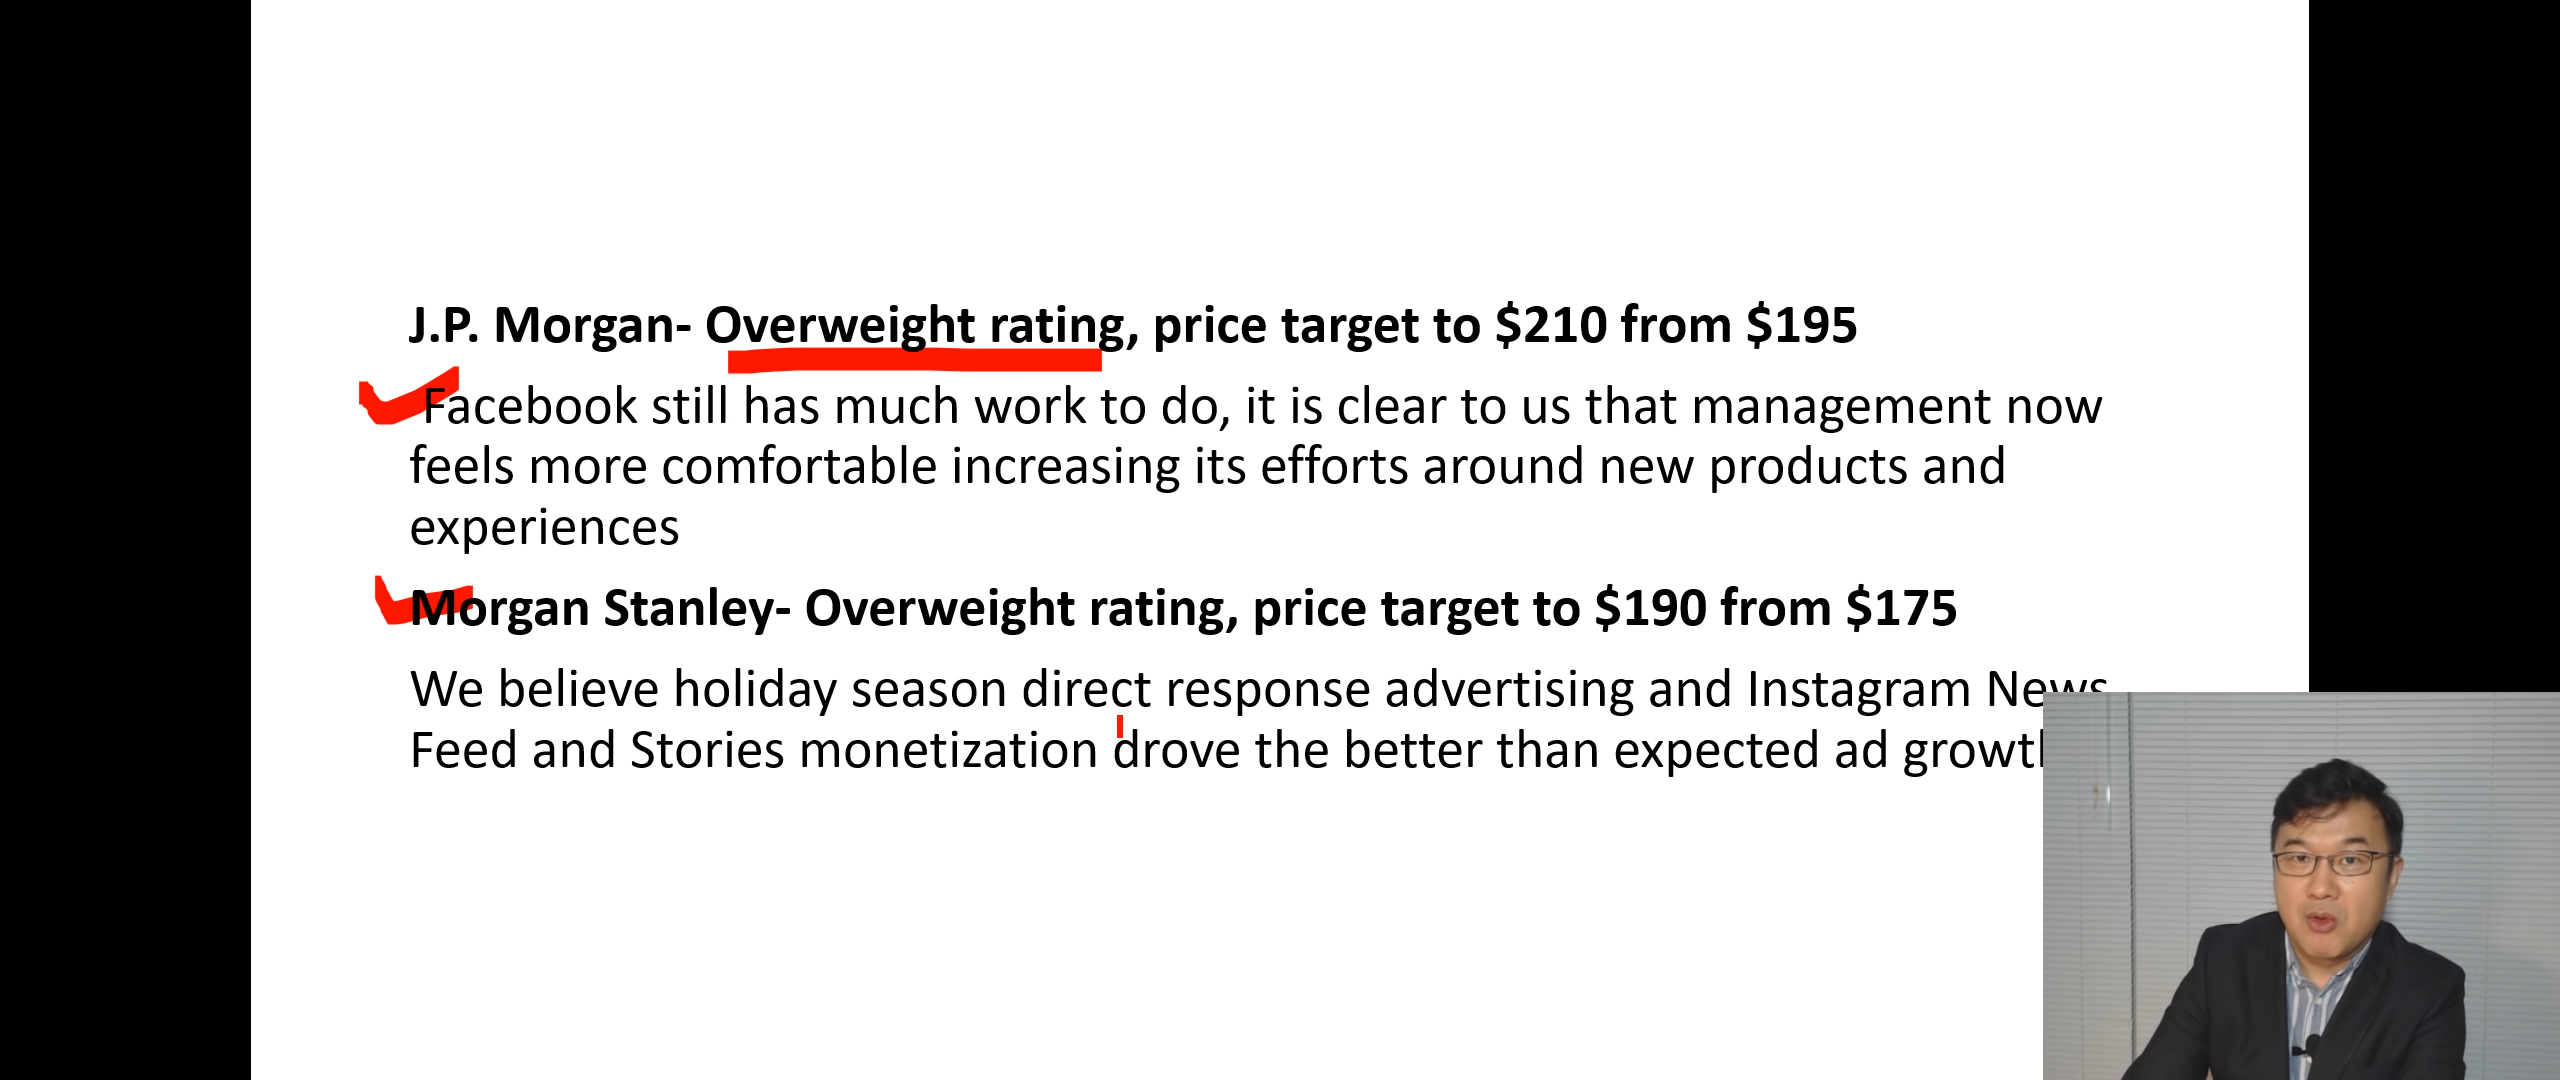 J.P. Morgan- Overweight rating, price target to $210 from $195
Facebook still has much work to do, it is clear to us that management now
feels more comfortable increasing its efforts around new products and
experiences
Morgan Stanley- Overweight rating, price target to $190 from $175
We believe holiday season direct response advertising and Instagram News
Feed and Stories monetization drove the better than expected ad growth